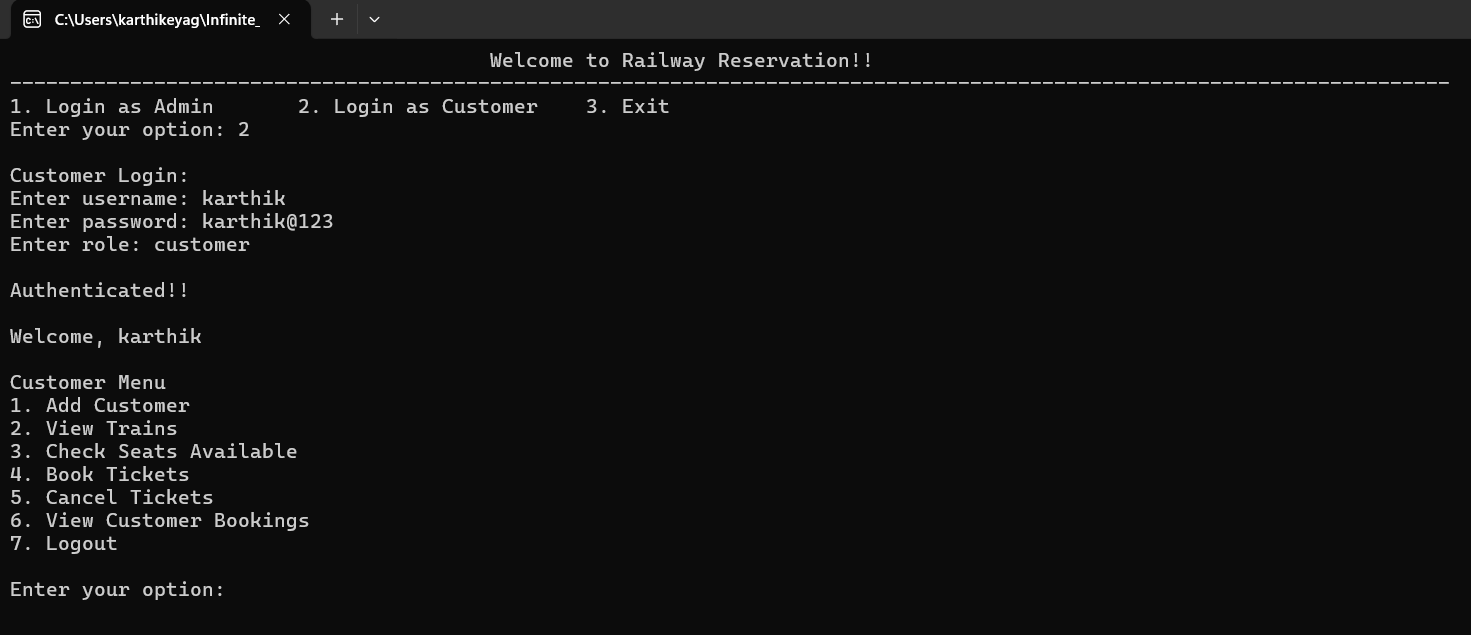 C:\Users\karthikeyag\Infinite_
Welcome to Railway Reservation!!
------------------------------------------------------------------------------------------------------------------------
1. Login as Admin       2. Login as Customer    3. Exit
Enter your option: 2
Customer Login:
Enter username: karthik
Enter password: karthik@123
Enter role: customer
Authenticated!!
Welcome, karthik
Customer Menu
1. Add Customer
2. View Trains
3. Check Seats Available
4. Book Tickets
5. Cancel Tickets
6. View Customer Bookings
7. Logout
Enter your option: